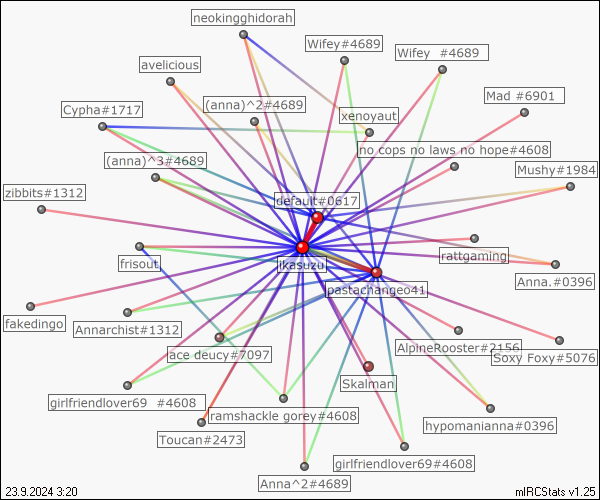 neokingghidorah
Wifey#4689
Wifey  #4689
avelicious
Mad #6901
(anna)^2#4689
Cypha#1717
xenoyaut
no cops no laws no hope#4608
(anna)^3#4689
Mushy#1984
zibbits#1312
default#0617
rattgaming
frisout
ikasuzu
Anna.#0396
pastachangeo41
fakedingo
Annarchist#1312
AlpineRooster#2156
ace deucy#7097
Soxy Foxy#5076
Skalman
girlfriendlover69  #4608
ramshackle gorey#4608
hypomanianna#0396
Toucan#2473
girlfriendlover69#4608
Anna^2#4689
23.9.2024 3:20
mIRCStats v1.25